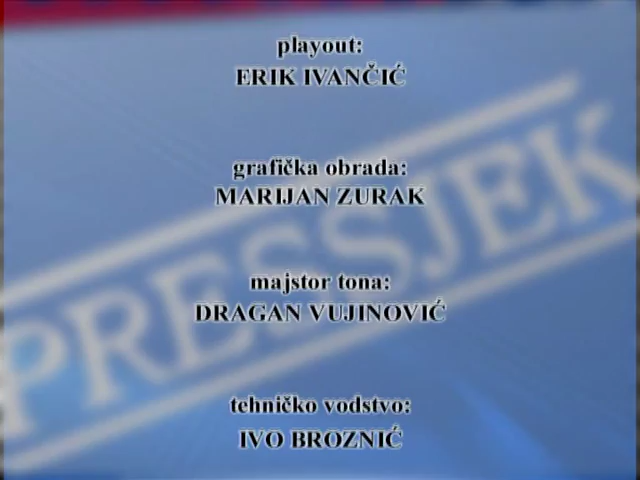 playout:
ERIK IVANČIĆ
grafička obrada:
MARIJAN ZURAK
majstor tona:
DRAGAN VUJINOVIĆ
tehničko vodstvo:
IVO BROZNIĆ
PRESSJEK